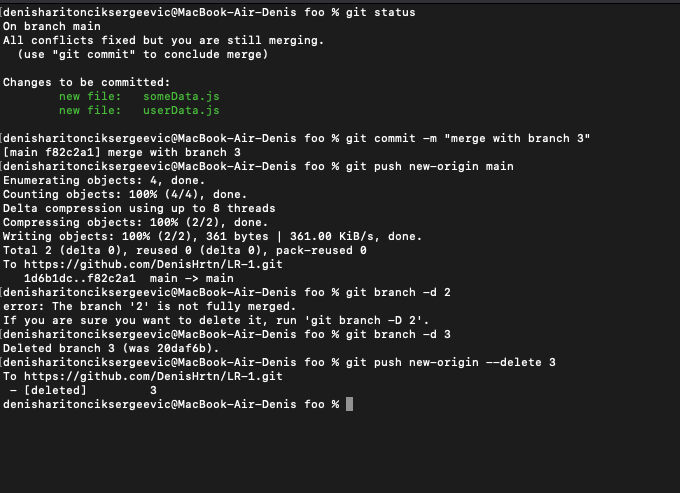 [denisharitonciksergeevic@MacBook-Air-Denis foo % git status
On branch main
All conflicts fixed but you are still merging.
  (use "git commit" to conclude merge)
Changes to be committed:
        new file:   someData.js
        new file:   userData.js
[denisharitonciksergeevic@MacBook-Air-Denis foo % git commit -m "merge with branch 3"
[main f82c2a1] merge with branch 3
[denisharitonciksergeevic@MacBook-Air-Denis foo % git push new-origin main
Enumerating objects: 4, done.
Counting objects: 100% (4/4), done.
Delta compression using up to 8 threads
Compressing objects: 100% (2/2), done.
Writing objects: 100% (2/2), 361 bytes | 361.00 KiB/s, done.
Total 2 (delta 0), reused 0 (delta 0), pack-reused 0
To https://github.com/DenisHrtn/LR-1.git
   1d6b1dc..f82c2a1  main -> main
[denisharitonciksergeevic@MacBook-Air-Denis foo % git branch -d 2
error: The branch '2' is not fully merged.
If you are sure you want to delete it, run 'git branch -D 2'.
[denisharitonciksergeevic@MacBook-Air-Denis foo % git branch -d 3
Deleted branch 3 (was 20daf6b).
[denisharitonciksergeevic@MacBook-Air-Denis foo % git push new-origin --delete 3
To https://github.com/DenisHrtn/LR-1.git
 - [deleted]         3
denisharitonciksergeevic@MacBook-Air-Denis foo %